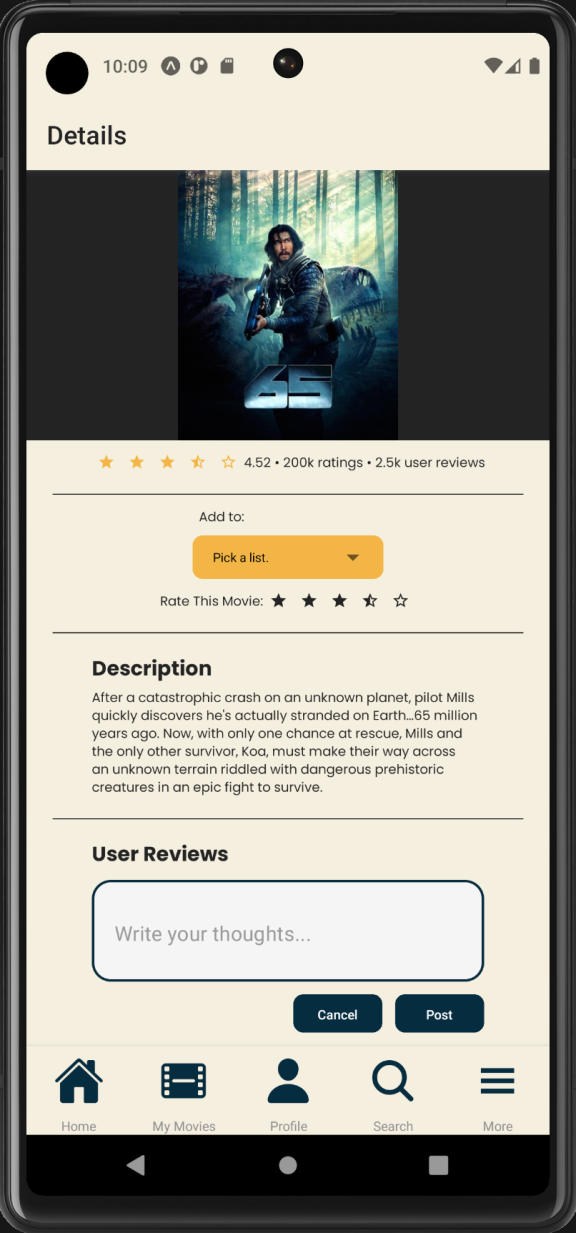 10:09
Details
65
4.52 • 200k ratings • 2.5k user reviews
Add to:
Pick a list.
Rate This Movie:
Description
After a catastrophic crash on an unknown planet, pilot Mills
quickly discovers he's actually stranded on Earth...65 million
years ago. Now, with only one chance at rescue, Mills and
the only other survivor, Koa, must make their way across
an unknown terrain riddled with dangerous prehistoric
creatures in an epic fight to survive.
User Reviews
Write your thoughts...
Cancel Post
Home My Movies Profile Search More